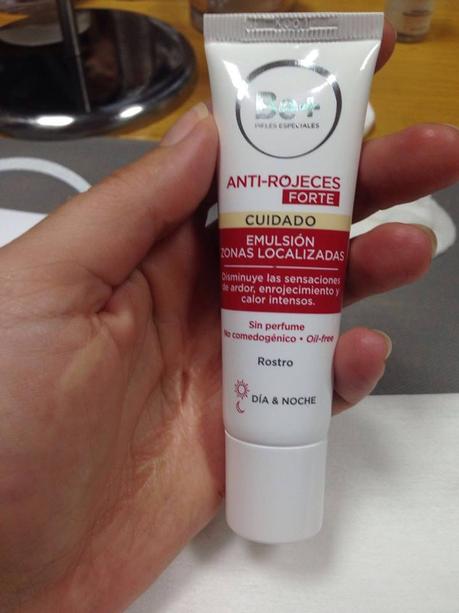 Be+
PIELES ESPECIALES
ANTI-ROJECES
FORTE
CUIDADO
EMULSIÓN
ZONAS LOCALIZADAS
Disminuye las sensaciones
de ardor, enrojecimiento y
calor intensos.
Sin perfume
No comedogénico • Oil-free
Rostro
DÍA & NOCHE